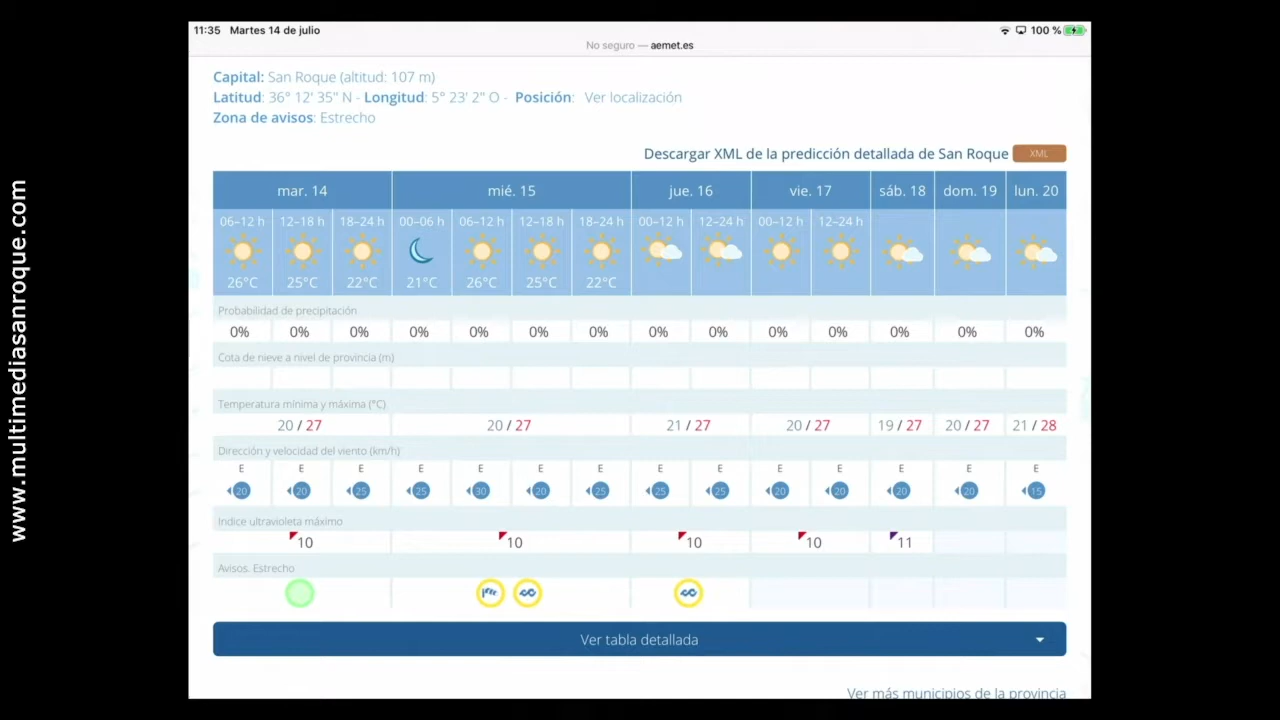 www.multimediasanroque.com
11:35 Martes 14 de julio 100 %
No seguro — aemet.es
Capital: San Roque (altitud: 107 m)
Latitud: 36° 12' 35'' N - Longitud: 5° 23' 2'' O - Posición: Ver localización
Zona de avisos: Estrecho
Descargar XML de la predicción detallada de San Roque XML
mar. 14 mié. 15 jue. 16 vie. 17 sáb. 18 dom. 19 lun. 20
06–12 h 12–18 h 18–24 h 00–06 h 06–12 h 12–18 h 18–24 h 00–12 h 12–24 h 00–12 h 12–24 h
26°C 25°C 22°C 21°C 26°C 25°C 22°C
Probabilidad de precipitación
0% 0% 0% 0% 0% 0% 0% 0% 0% 0% 0% 0% 0% 0%
Cota de nieve a nivel de provincia (m)
Temperatura mínima y máxima (°C)
20 / 27 20 / 27 21 / 27 20 / 27 19 / 27 20 / 27 21 / 28
Dirección y velocidad del viento (km/h)
E E E E E E E E E E E E E E
20 20 25 25 30 20 25 25 25 20 20 20 20 15
Indice ultravioleta máximo
10 10 10 10 11
Avisos. Estrecho
Ver tabla detallada
Ver más municipios de la provincia